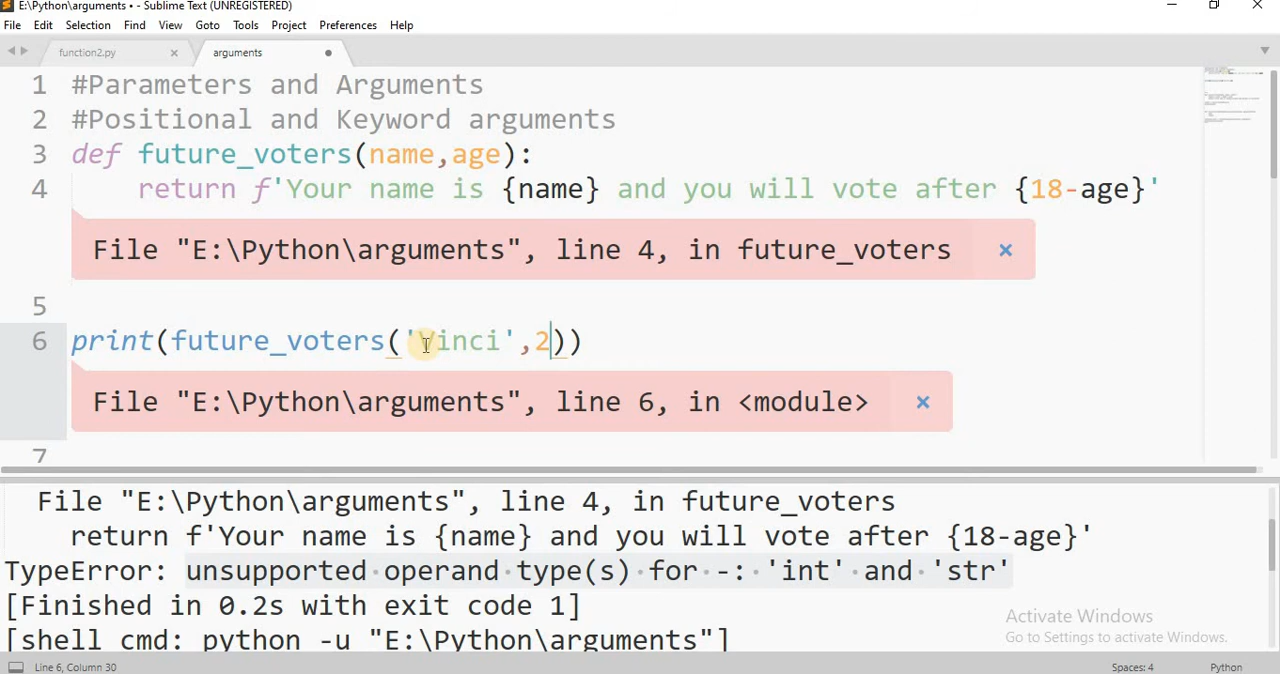 E:\Python\arguments • - Sublime Text (UNREGISTERED)
File Edit Selection Find View Goto Tools Project Preferences Help
function2.py × arguments
1 #Parameters and Arguments
2 #Positional and Keyword arguments
3 def future_voters(name,age):
4 return f'Your name is {name} and you will vote after {18-age}'
File "E:\Python\arguments", line 4, in future_voters ×
5
6 print(future_voters('Vinci',2))
File "E:\Python\arguments", line 6, in <module> ×
7
File "E:\Python\arguments", line 4, in future_voters
return f'Your name is {name} and you will vote after {18-age}'
TypeError: unsupported operand type(s) for -: 'int' and 'str'
[Finished in 0.2s with exit code 1]
[shell_cmd: python -u "E:\Python\arguments"]
Activate Windows
Go to Settings to activate Windows.
Line 6, Column 30 Spaces: 4 Python